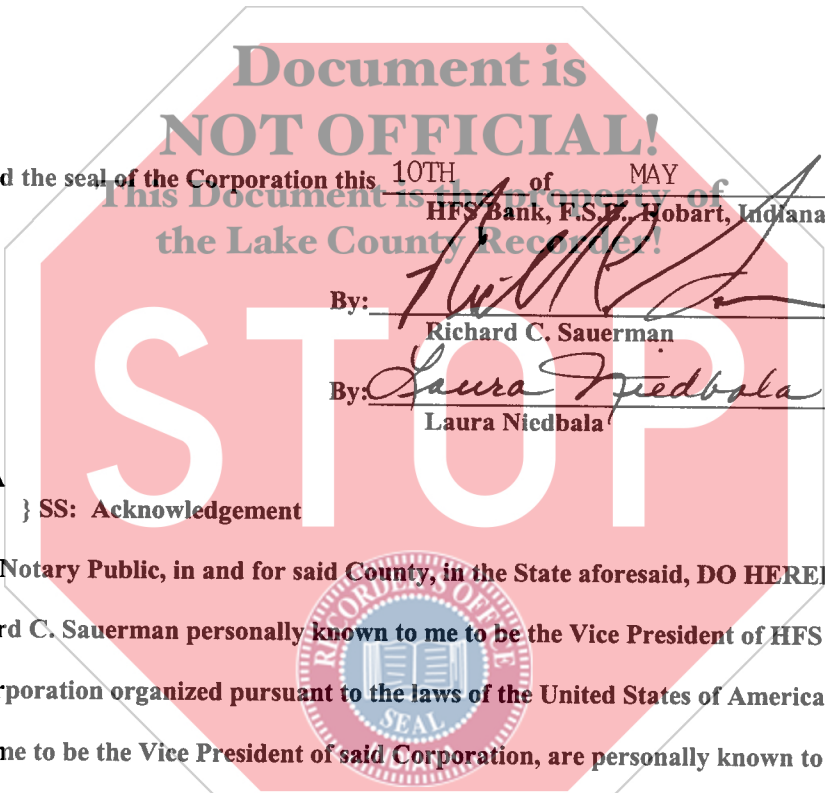 Document is
NOT OFFICIAL!
d the seal of the Corporation this 10TH of MAY
This Document is the property of
HFS Bank, F.S.B., Hobart, Indiana
the Lake County Recorder!
By:
Richard C. Sauerman
By: Laura Niedbala
Laura Niedbala
STOP
} SS: Acknowledgement
Notary Public, in and for said County, in the State aforesaid, DO HERE
rd C. Sauerman personally known to me to be the Vice President of HFS
RECORDER'S OFFICE
rporation organized pursuant to the laws of the United States of America
SEAL
me to be the Vice President of said Corporation, are personally known to